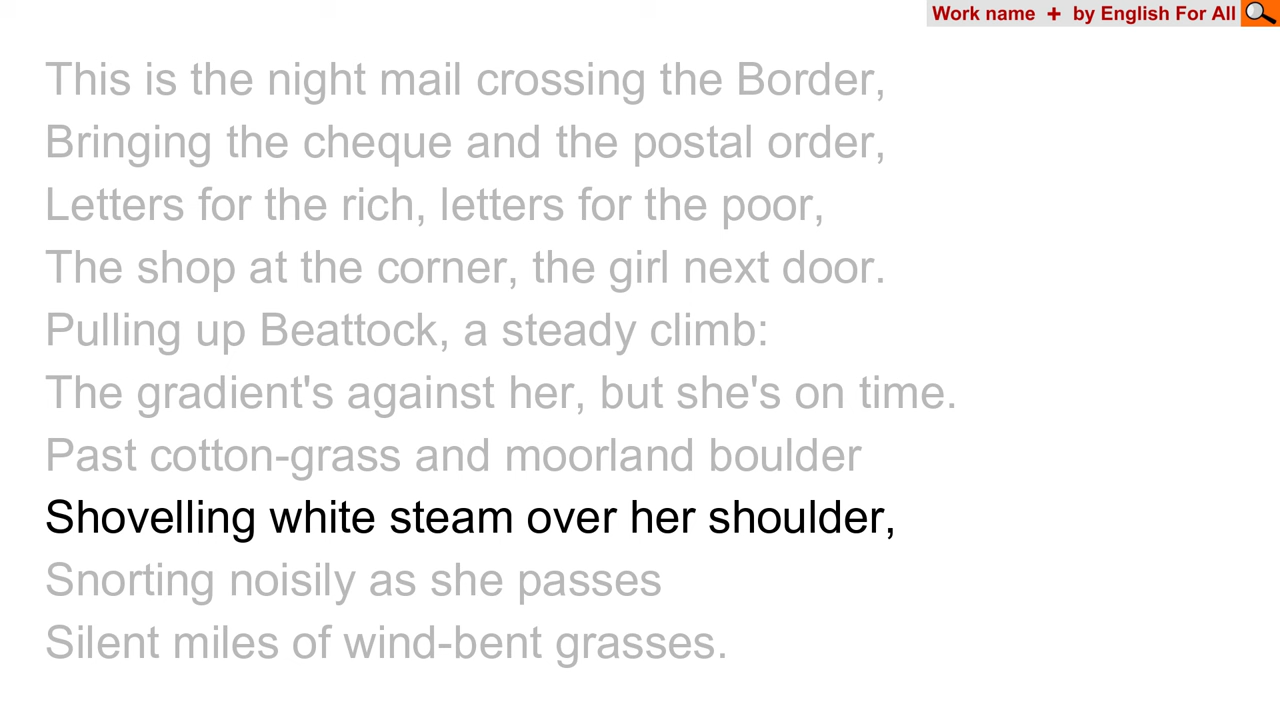 Work name + by English For All
This is the night mail crossing the Border,
Bringing the cheque and the postal order,
Letters for the rich, letters for the poor,
The shop at the corner, the girl next door.
Pulling up Beattock, a steady climb:
The gradient's against her, but she's on time.
Past cotton-grass and moorland boulder
Shovelling white steam over her shoulder,
Snorting noisily as she passes
Silent miles of wind-bent grasses.